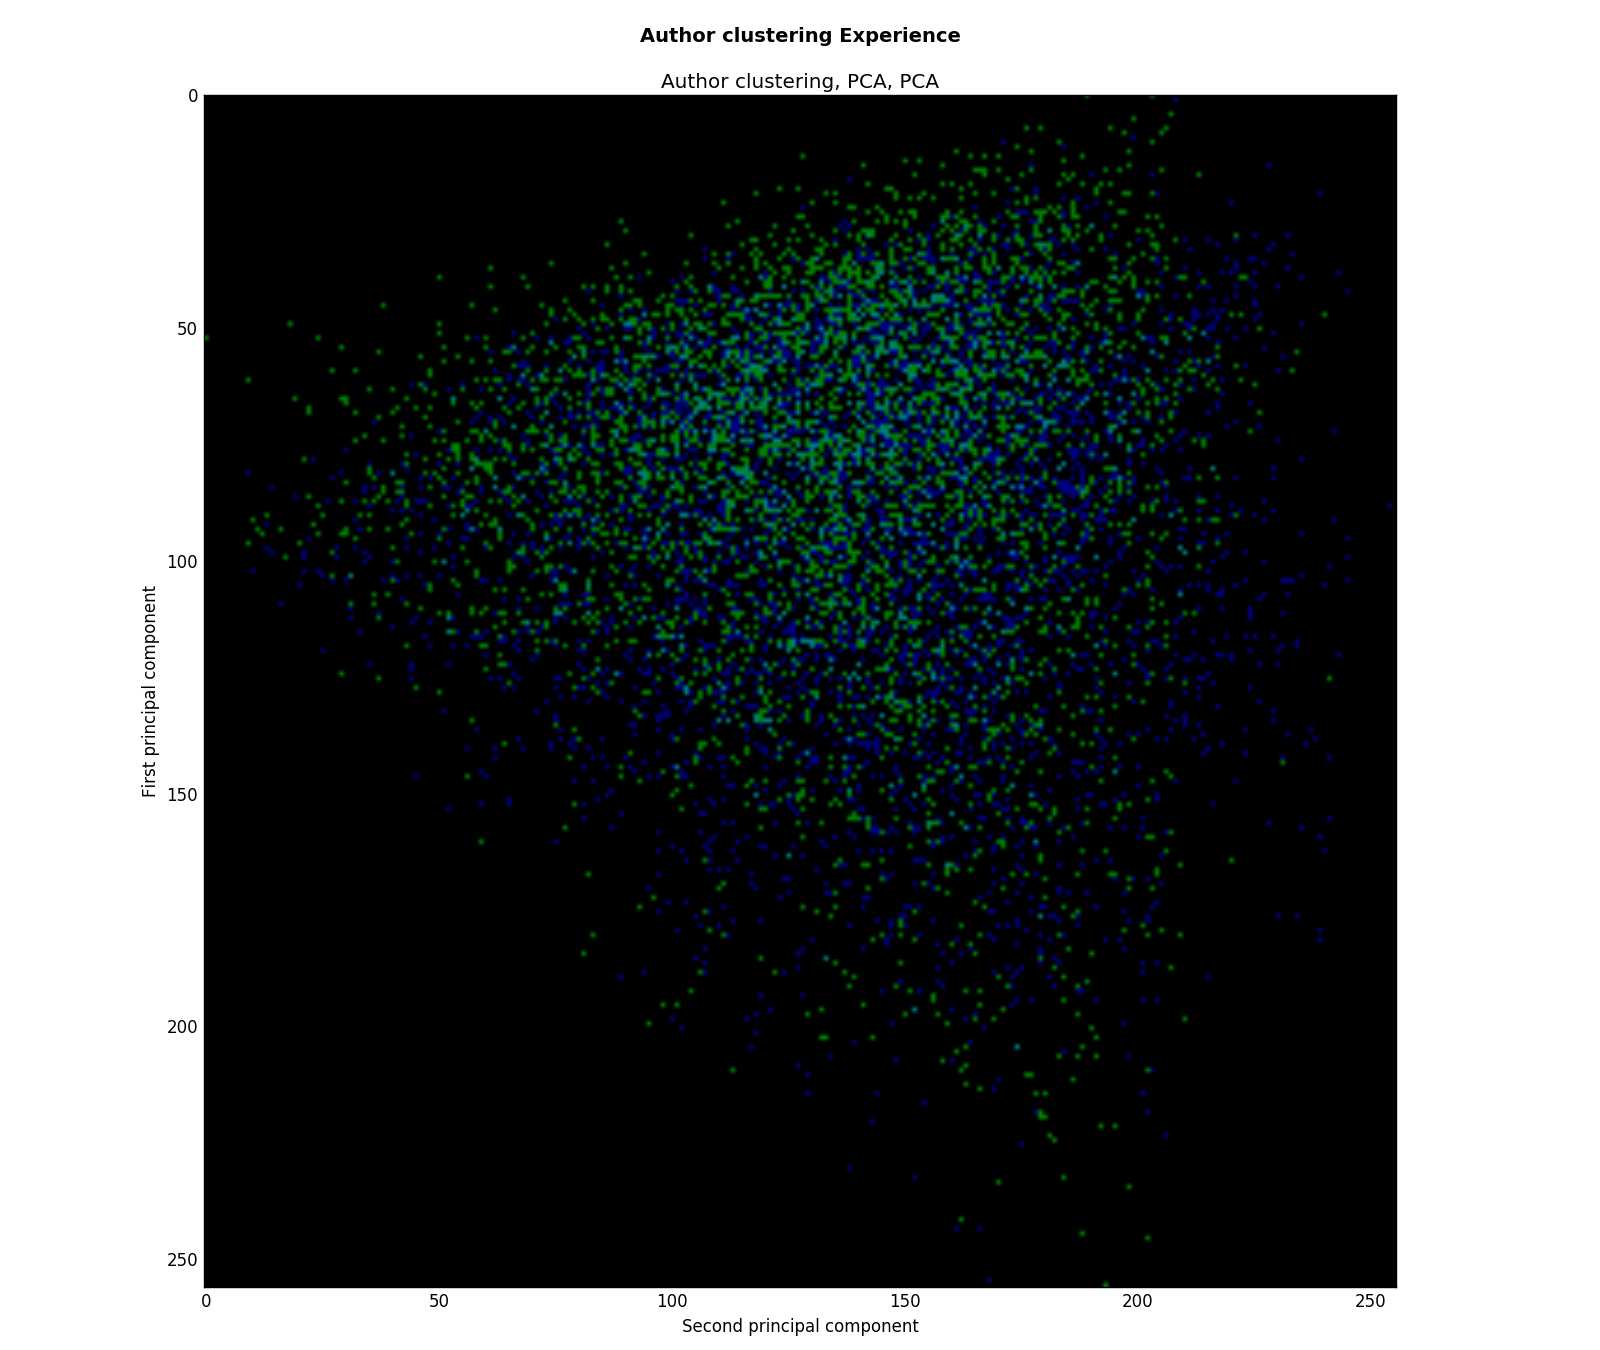 Author clustering Experience
Author clustering, PCA, PCA
0
50
100
150
200
250
First principal component
0 50 100 150 200 250
Second principal component